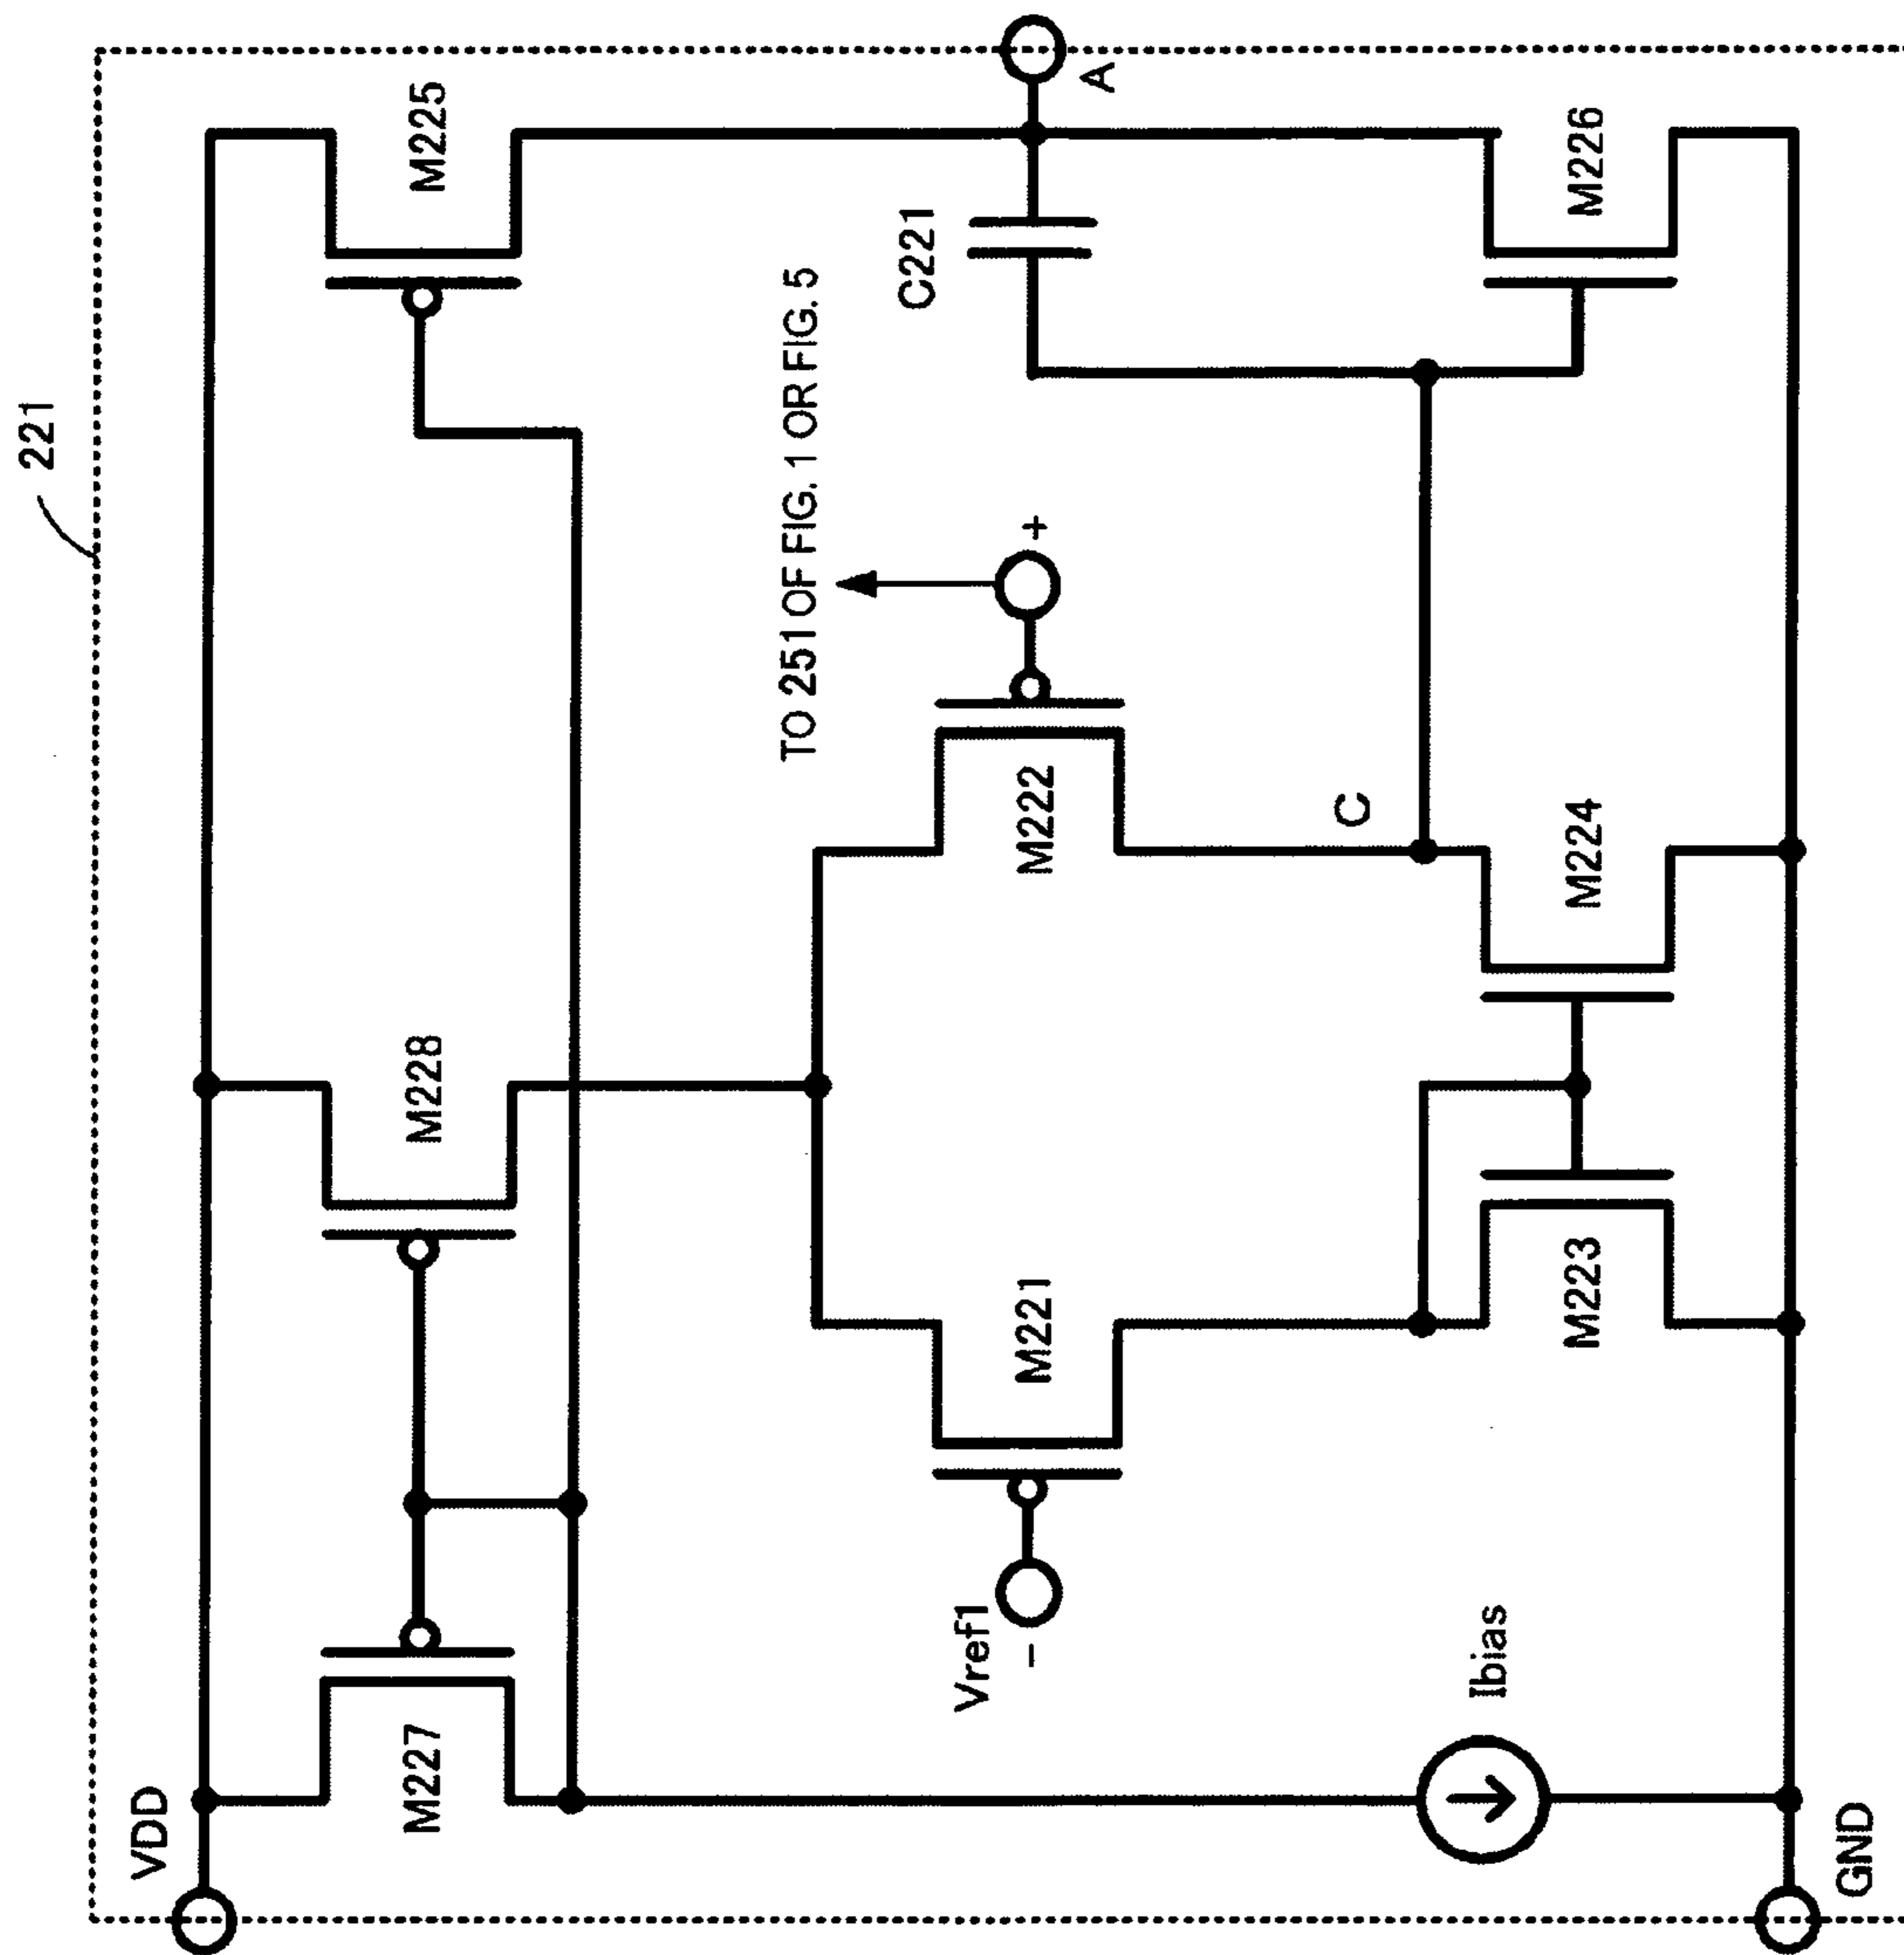 221
VDD
M227
M228
M225
TO 251 OF FIG. 1 OR FIG. 5
Vref1
−
M221
M222
+
C221
A
C
Ibias
M223
M224
M226
GND